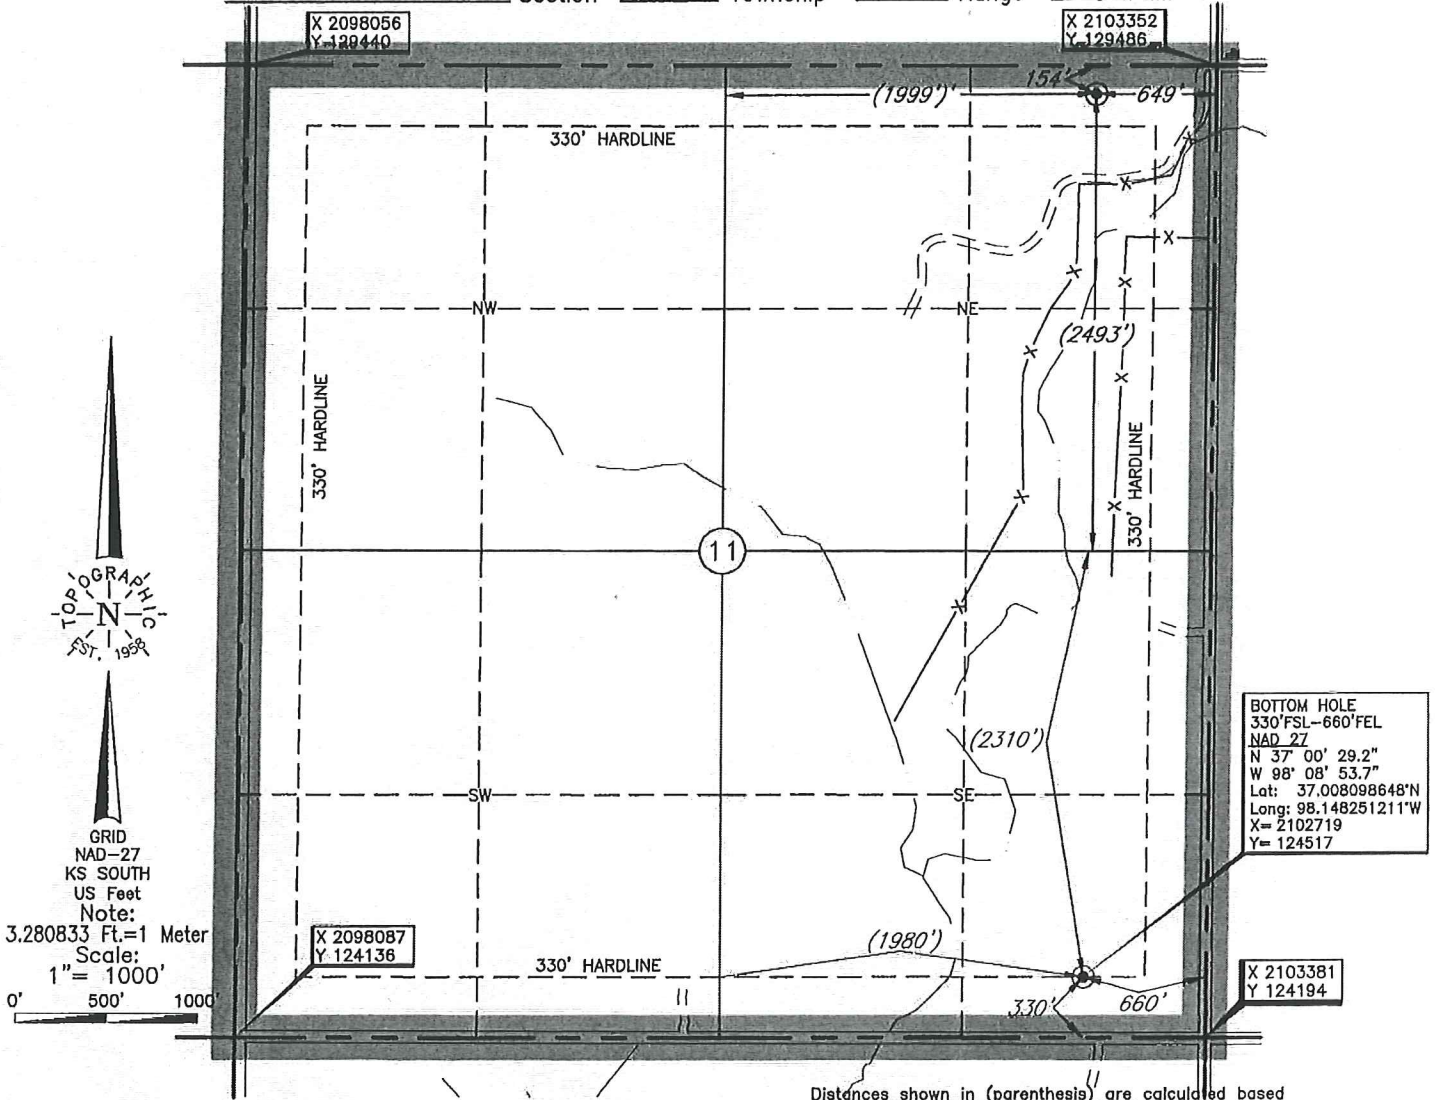 X 2098056
Y 129440
X 2103352
Y 129486
154'
(1999')'
649'
330' HARDLINE
NW
NE
(2493')
330' HARDLINE
330' HARDLINE
11
TOPOGRAPHIC
N
EST. 1958
(2310')
BOTTOM HOLE
330'FSL-660'FEL
NAD 27
N 37° 00' 29.2"
W 98° 08' 53.7"
Lat: 37.008098648°N
Long: 98.148251211°W
X= 2102719
Y= 124517
SW
SE
GRID
NAD-27
KS SOUTH
US Feet
Note:
3.280833 Ft.=1 Meter
Scale:
1"= 1000'
0' 500' 1000'
X 2098087
Y 124136
330' HARDLINE
(1980')
330'
660'
X 2103381
Y 124194
Distances shown in (parenthesis) are calculated based